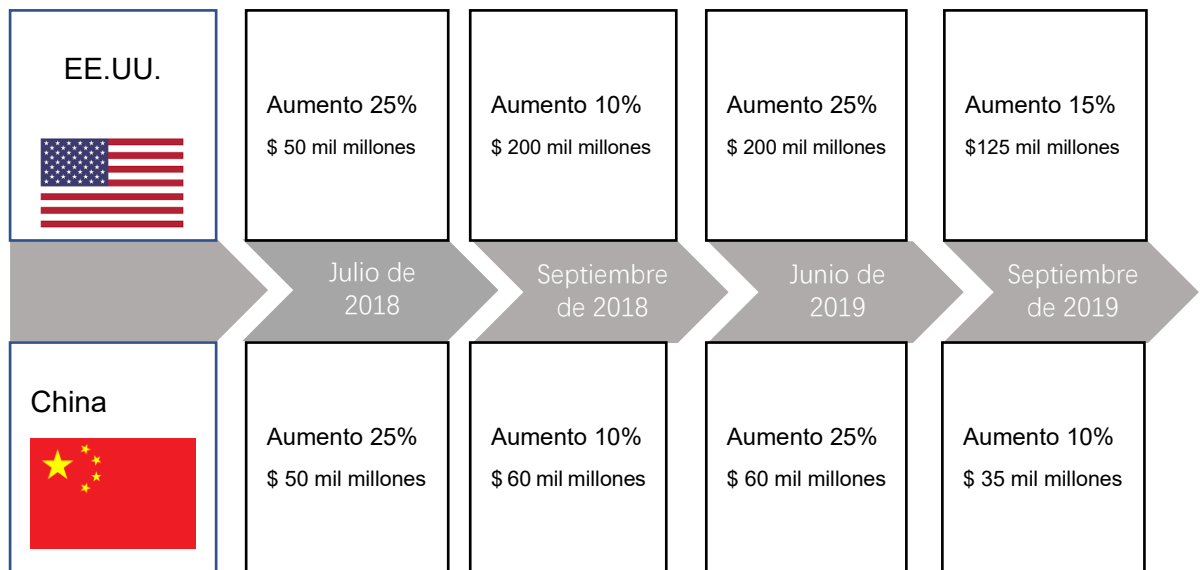 EE.UU.
Aumento 25%
$ 50 mil millones
Aumento 10%
$ 200 mil millones
Aumento 25%
$ 200 mil millones
Aumento 15%
$125 mil millones
Julio de
2018
Septiembre
de 2018
Junio de
2019
Septiembre
de 2019
China
Aumento 25%
$ 50 mil millones
Aumento 10%
$ 60 mil millones
Aumento 25%
$ 60 mil millones
Aumento 10%
$ 35 mil millones